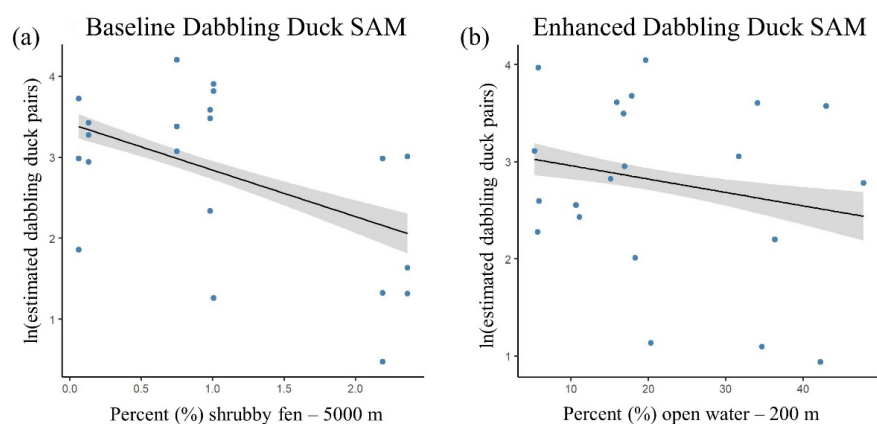 (a) Baseline Dabbling Duck SAM
ln(estimated dabbling duck pairs)
4
3
2
1
0.0 0.5 1.0 1.5 2.0
Percent (%) shrubby fen – 5000 m
(b) Enhanced Dabbling Duck SAM
ln(estimated dabbling duck pairs)
4
3
2
1
10 20 30 40
Percent (%) open water – 200 m